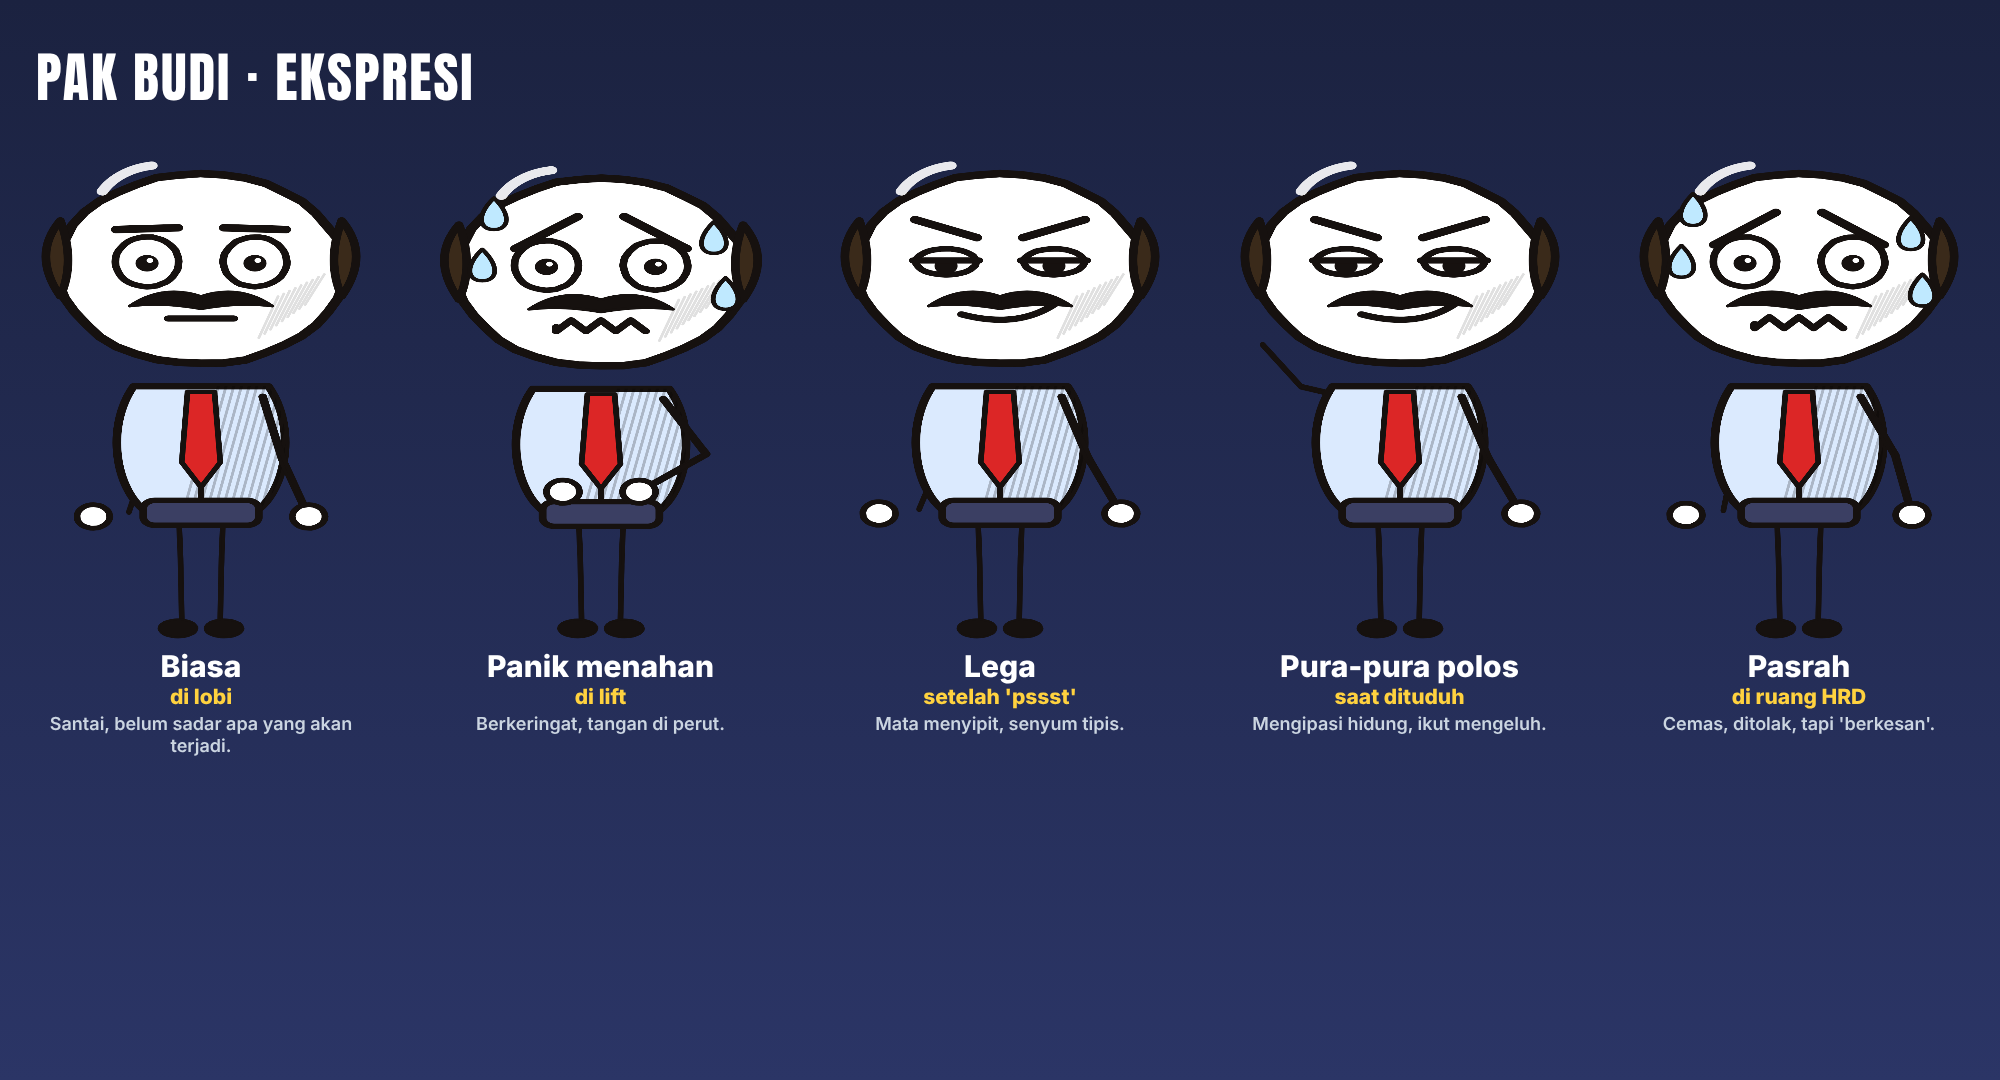 PAK BUDI · EKSPRESI
Biasa
di lobi
Santai, belum sadar apa yang akan
terjadi.
Panik menahan
di lift
Berkeringat, tangan di perut.
Lega
setelah 'pssst'
Mata menyipit, senyum tipis.
Pura-pura polos
saat dituduh
Mengipasi hidung, ikut mengeluh.
Pasrah
di ruang HRD
Cemas, ditolak, tapi 'berkesan'.